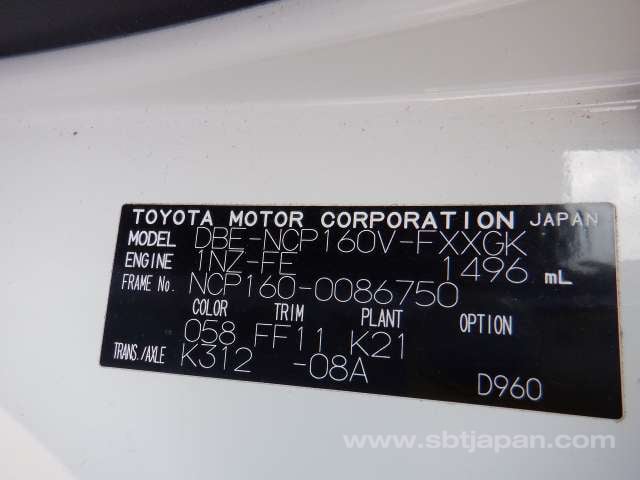 TOYOTA MOTOR CORPORATION JAPAN
MODEL DBE-NCP160V-FXXGK
ENGINE 1NZ-FE 1496 mL
FRAME No. NCP160-0086750
COLOR TRIM PLANT OPTION
058 FF11 K21
TRANS./AXLE K312 -08A
D960
www.sbtjapan.com